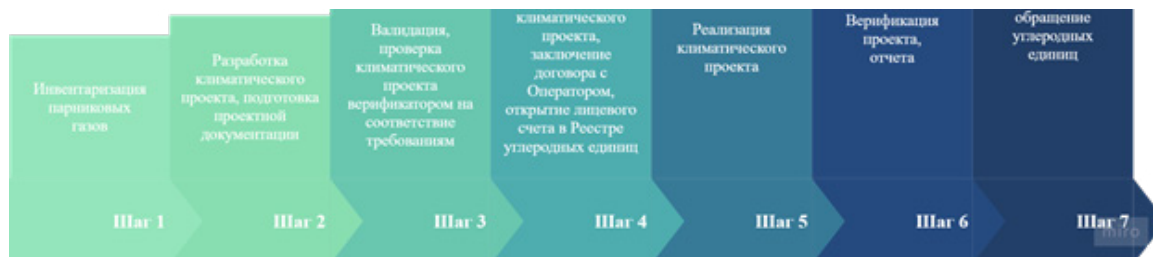 Инвентаризация
парниковых
газов
Разработка
климатического
проекта, подготовка
проектной
документации
Валидация,
проверка
климатического
проекта
верификатором на
соответствие
требованиям
климатического
проекта,
заключение
договора с
Оператором,
открытие лицевого
счета в Реестре
углеродных единиц
Реализация
климатического
проекта
Верификация
проекта,
отчета
обращение
углеродных
единиц
Шаг 1
Шаг 2
Шаг 3
Шаг 4
Шаг 5
Шаг 6
Шаг 7
miro